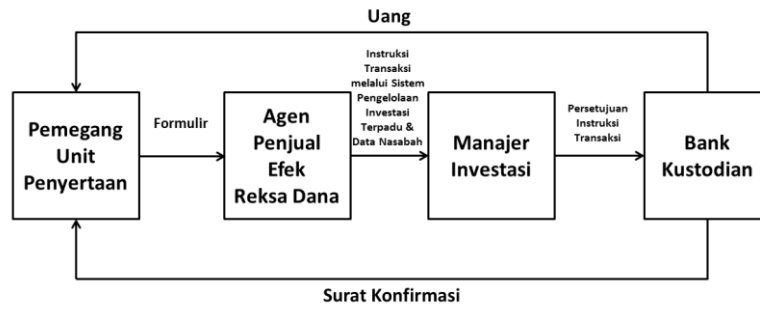 Uang
Pemegang
Unit
Penyertaan
Formulir
Agen
Penjual
Efek
Reksa Dana
Instruksi
Transaksi
melalui Sistem
Pengelolaan
Investasi
Terpadu &
Data Nasabah
Manajer
Investasi
Persetujuan
Instruksi
Transaksi
Bank
Kustodian
Surat Konfirmasi